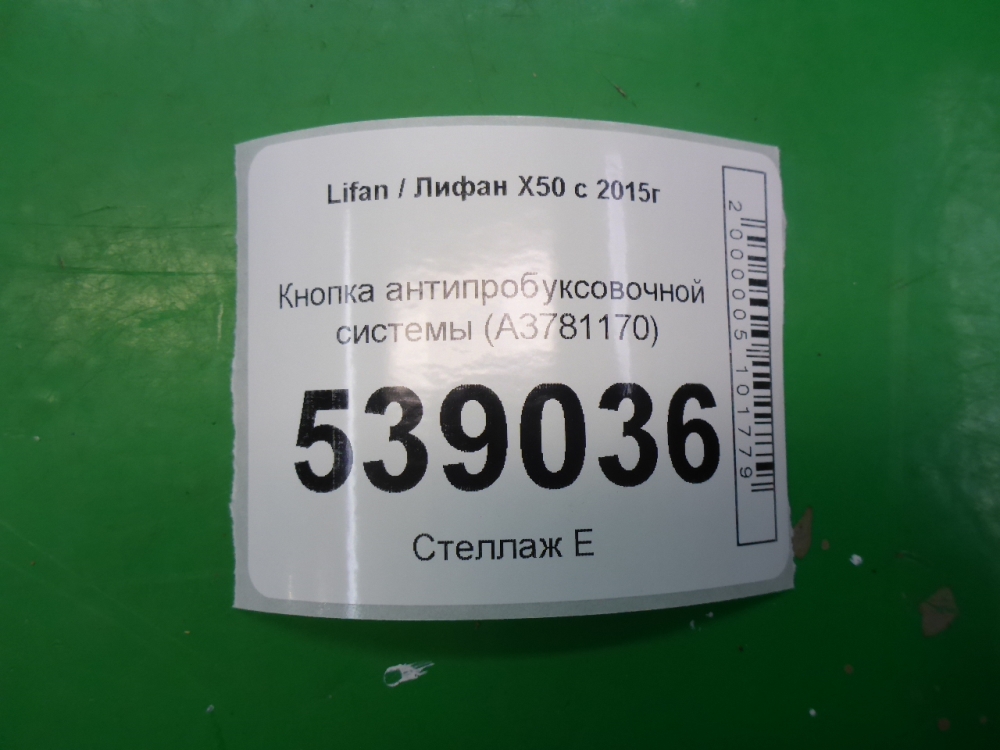 Lifan / Лифан X50 с 2015г
Кнопка антипробуксовочной
системы (A3781170)
539036
Стеллаж Е
2000005101779